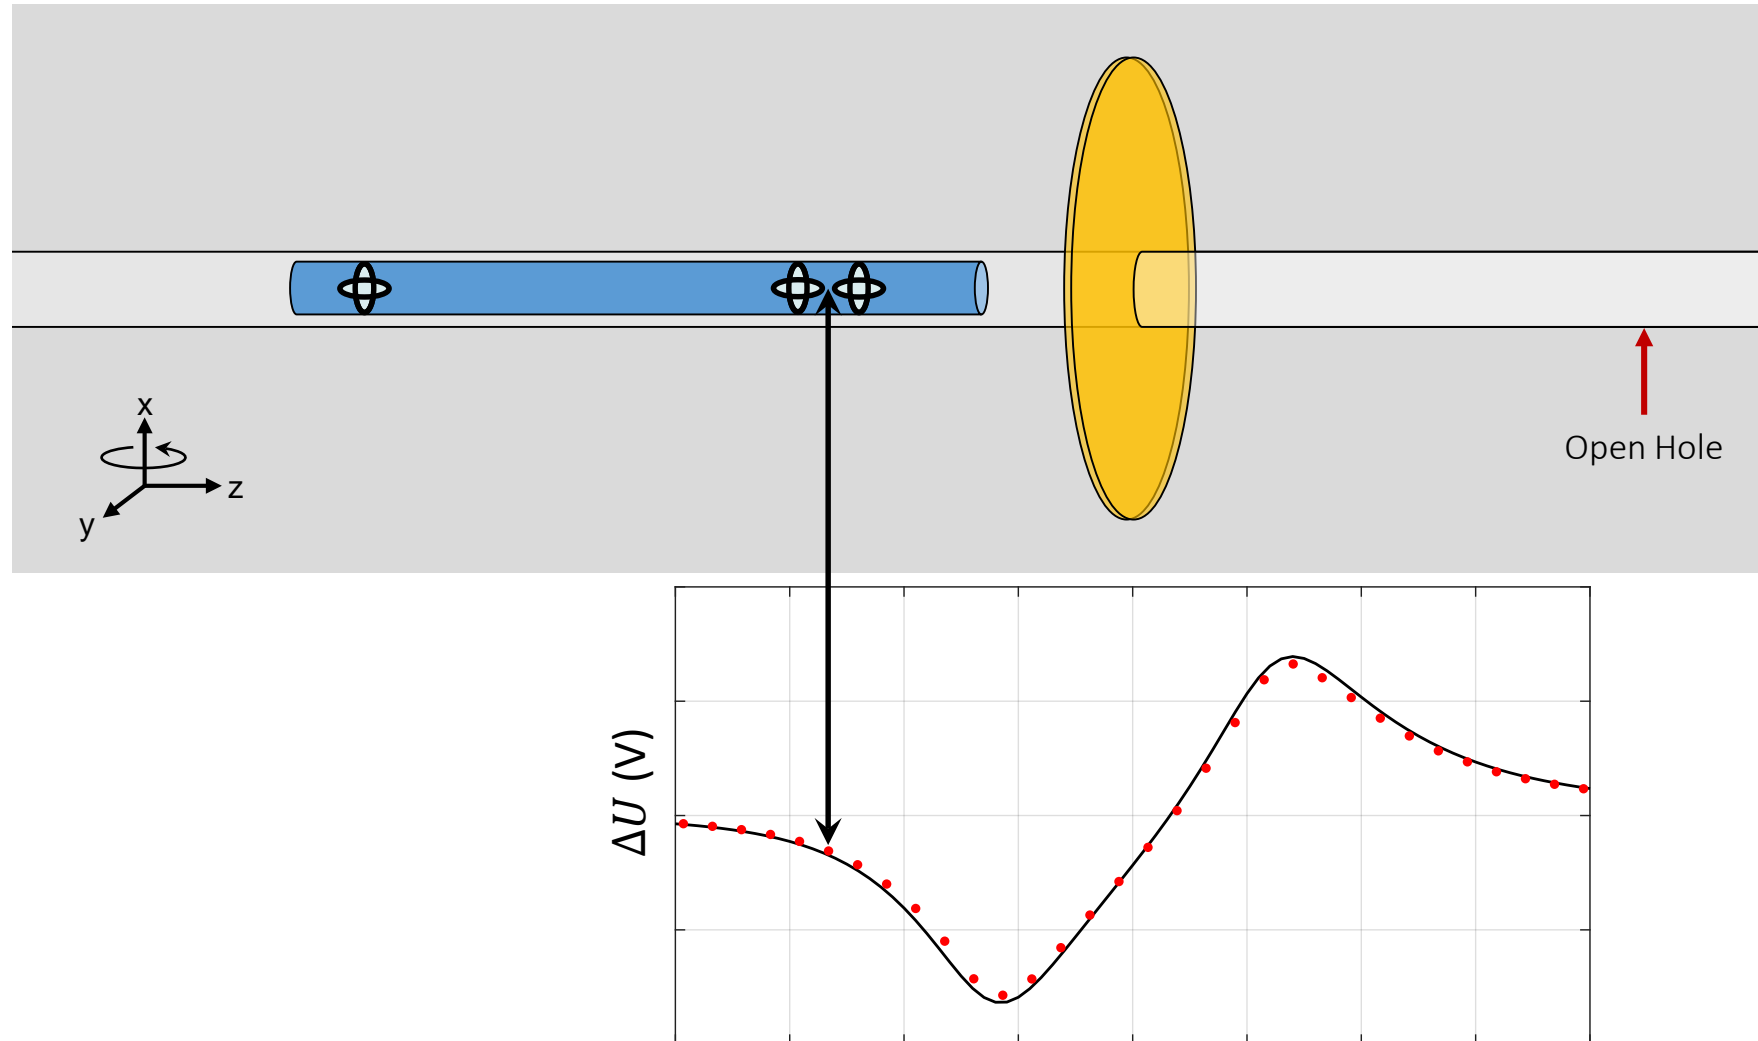 x
z
y
Open Hole
ΔU (V)